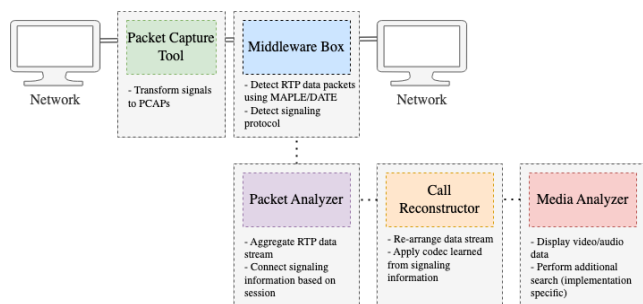 Packet Capture
Tool
Middleware Box
Network
- Transform signals
to PCAPs
- Detect RTP data packets
using MAPLE/DATE
- Detect signaling
protocol
Network
Packet Analyzer
Call
Reconstructor
Media Analyzer
- Aggregate RTP data
stream
- Connect signaling
information based on
session
- Re-arrange data stream
- Apply codec learned
from signaling
information
- Display video/audio
data
- Perform additional
search (implementation
specific)